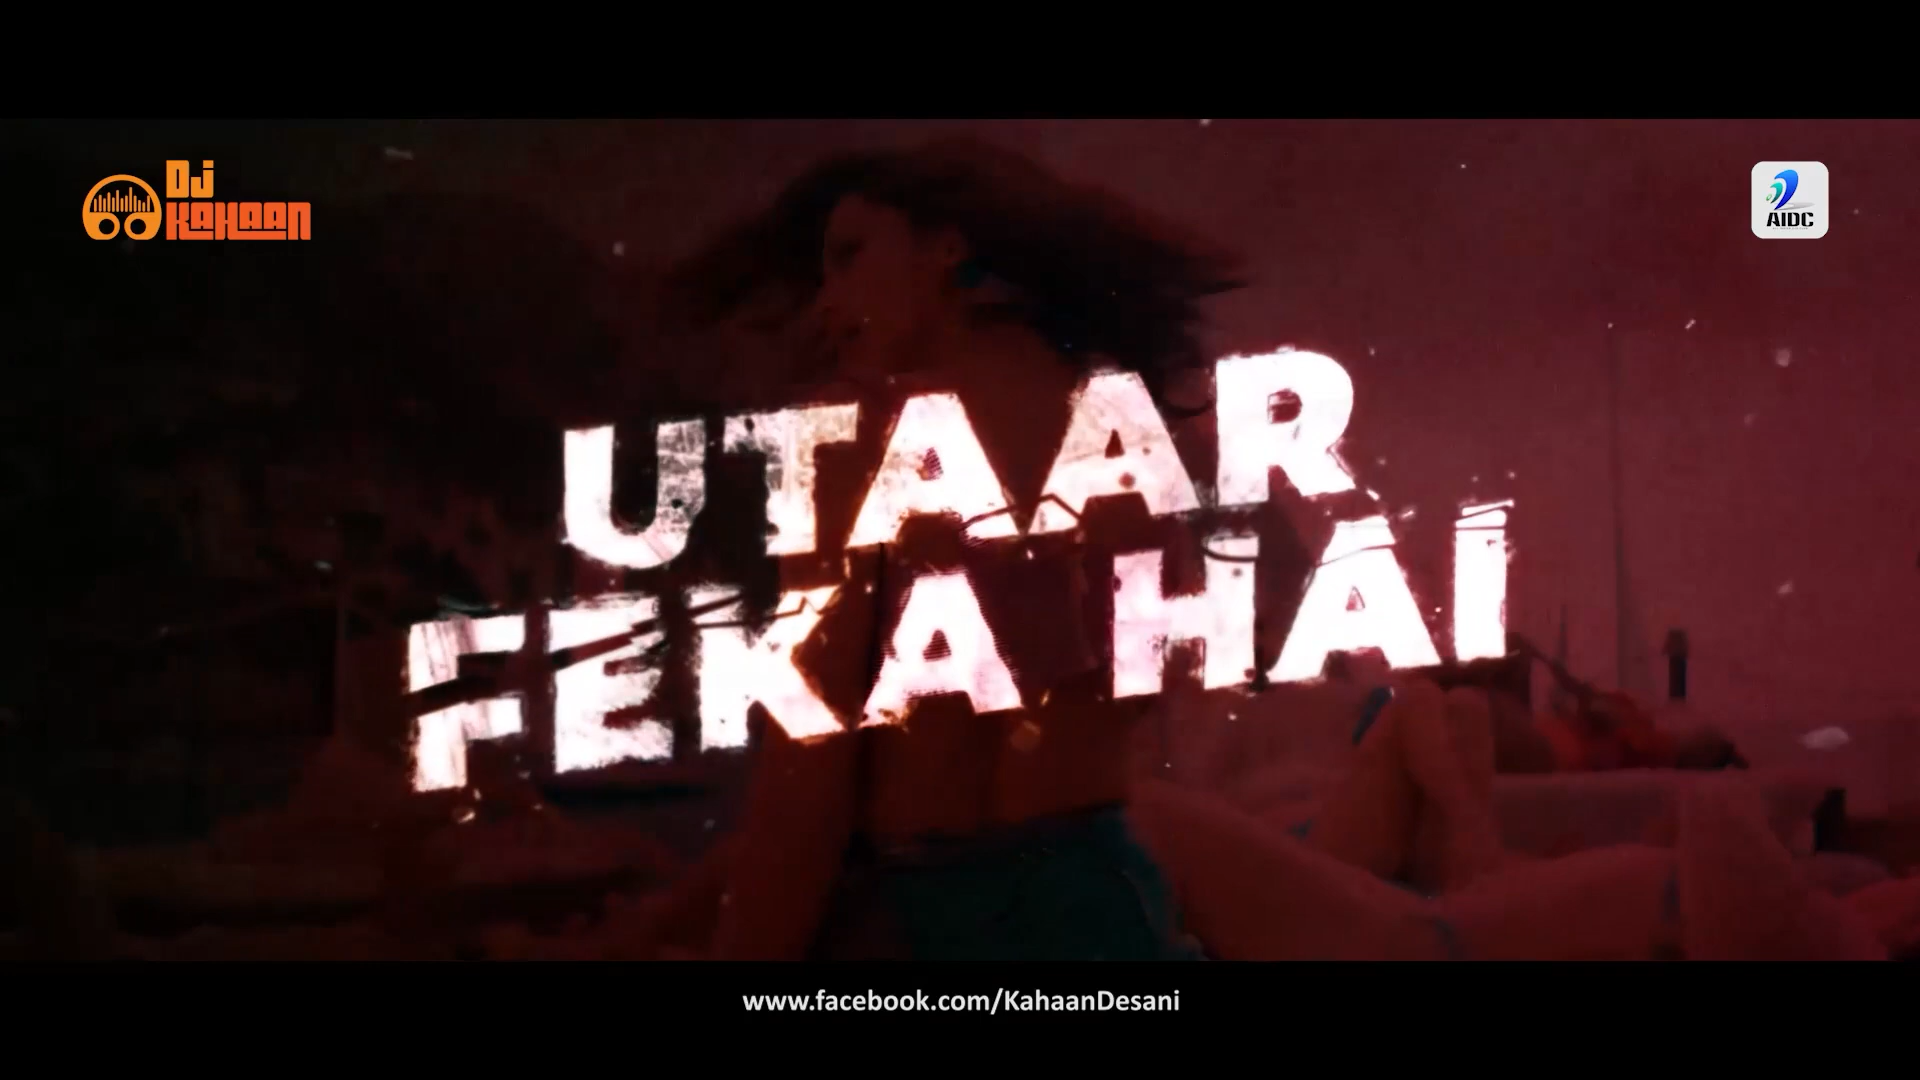 DJ
KAHAAN
AIDC
UTAAR
FEKA HAI
www.facebook.com/KahaanDesani